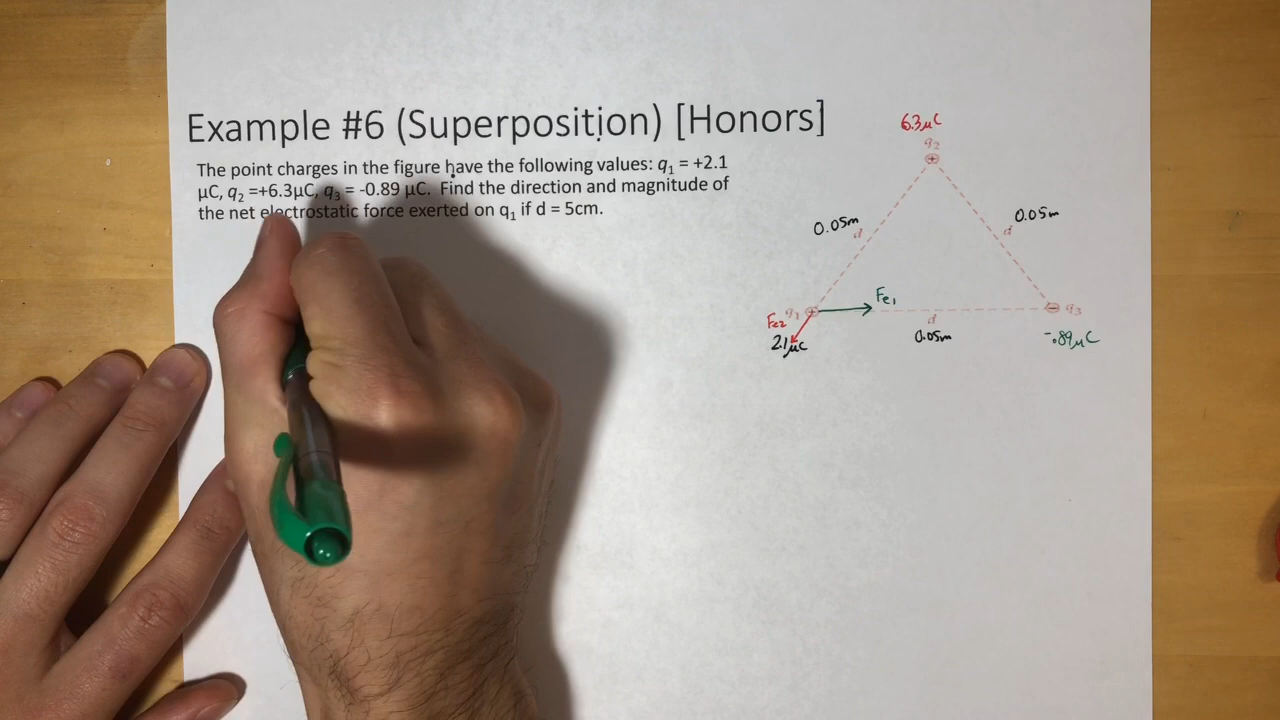 Example #6 (Superposition) [Honors]
The point charges in the figure have the following values: q₁ = +2.1
μC, q₂ =+6.3μC, q₃ = -0.89 μC. Find the direction and magnitude of
the net electrostatic force exerted on q₁ if d = 5cm.
6.3μC
q₂
0.05m
d
0.05m
d
Fe₁
Fe₂
q₁
q₃
d
2.1μC
0.05m
-.89μC